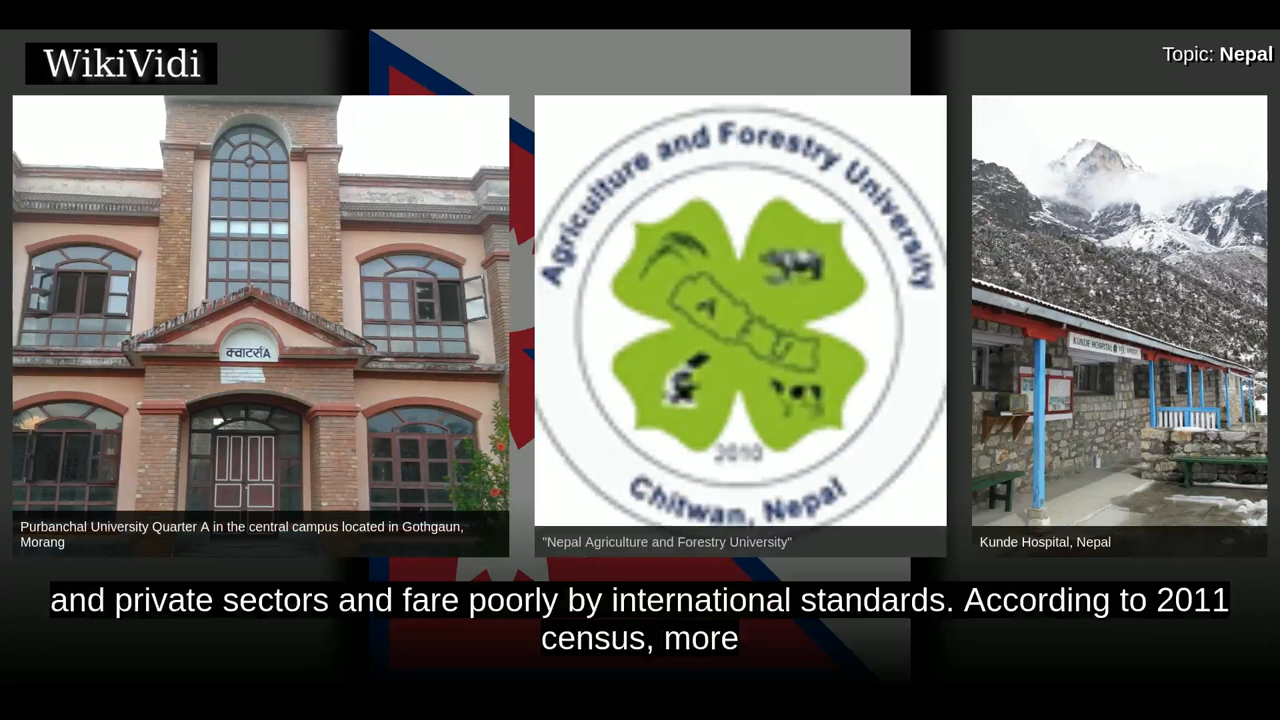 WikiVidi
Topic: Nepal
क्वाटर्स A
Agriculture and Forestry University
A
U
2010
Chitwan, Nepal
KUNDE HOSPITAL
Purbanchal University Quarter A in the central campus located in Gothgaun,
Morang
"Nepal Agriculture and Forestry University"
Kunde Hospital, Nepal
and private sectors and fare poorly by international standards. According to 2011
census, more